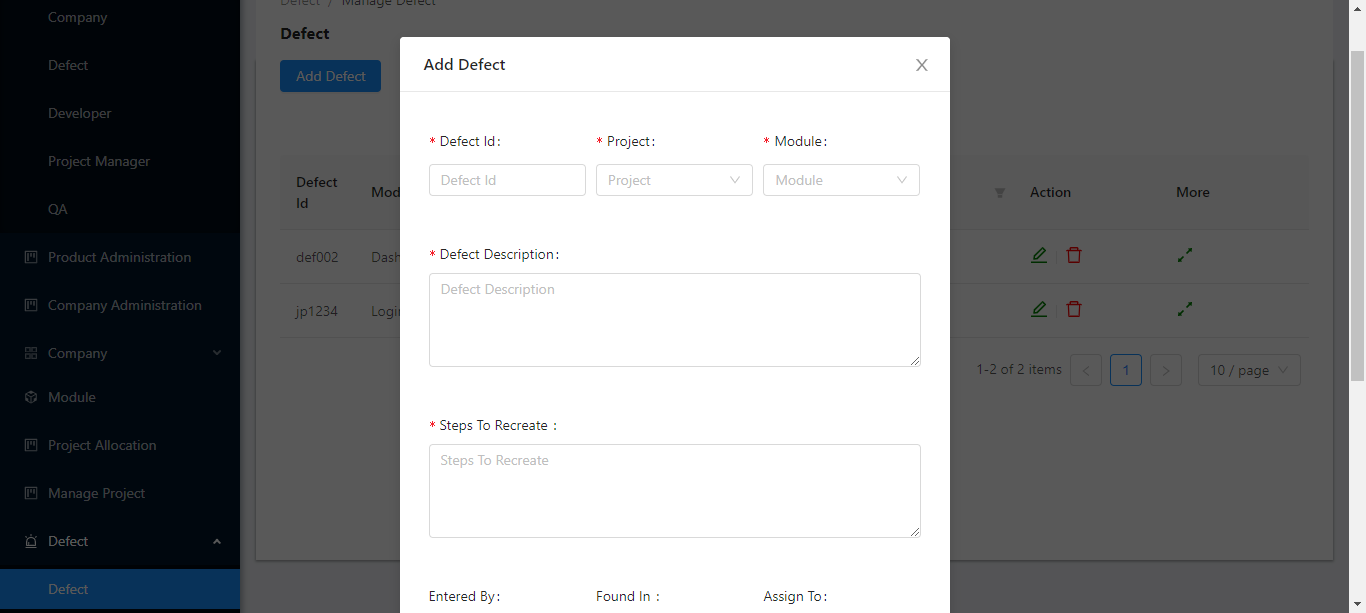 Company
Defect
Developer
Project Manager
QA
Product Administration
Company Administration
Company
Module
Project Allocation
Manage Project
Defect
Defect
Defect / Manage Defect
Defect
Add Defect
Defect Id
Mod
Action
More
def002
Dash
jp1234
Login
1-2 of 2 items
<
1
>
10 / page
Add Defect
* Defect Id:
* Project:
* Module:
Defect Id
Project
Module
* Defect Description:
Defect Description
* Steps To Recreate :
Steps To Recreate
Entered By:
Found In :
Assign To: